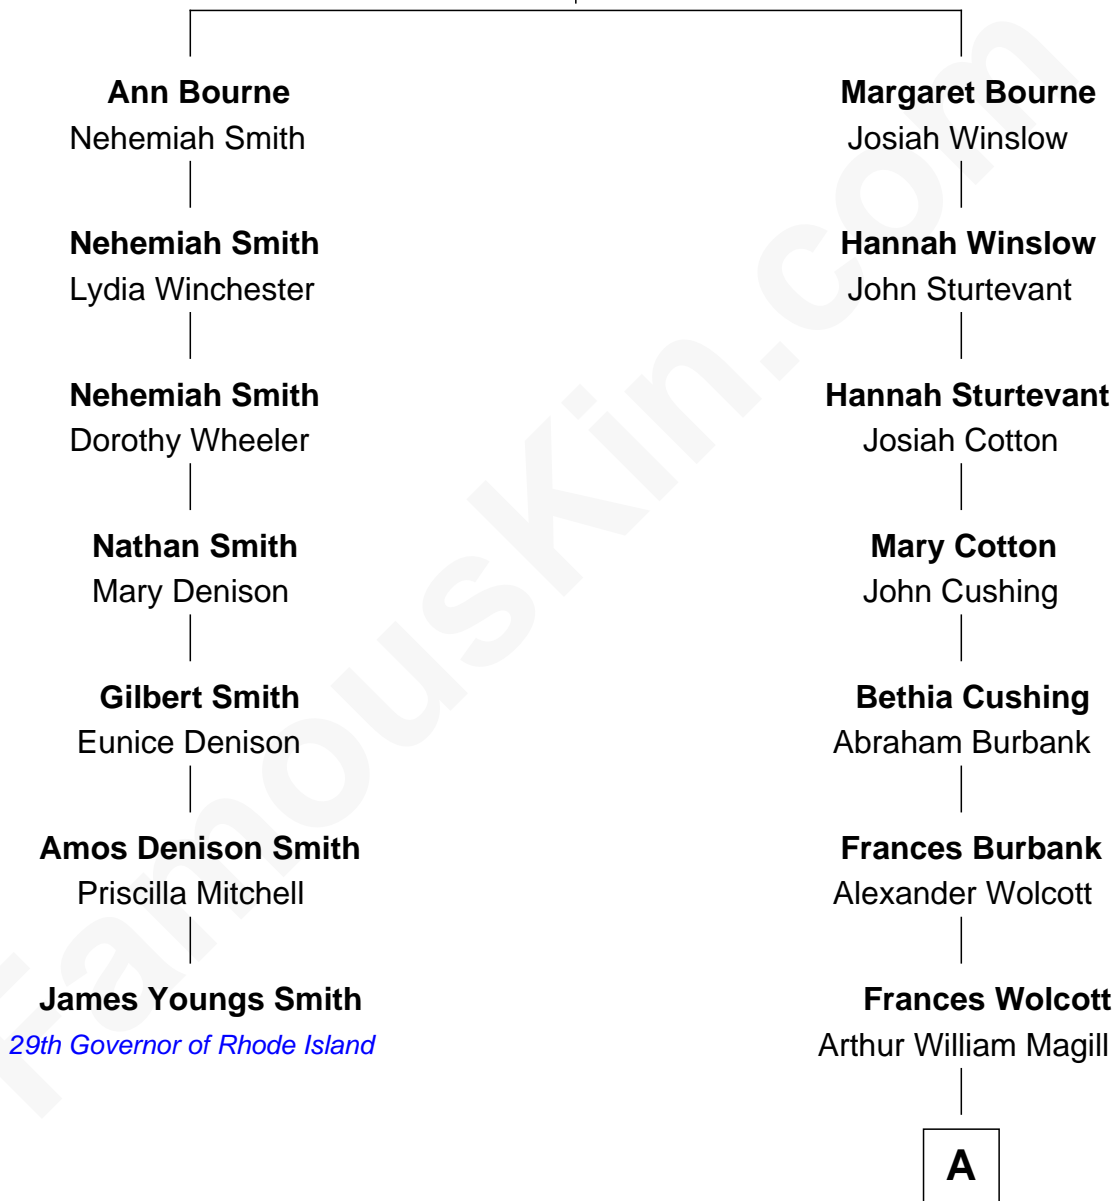 Ann Bourne
Nehemiah Smith
Nehemiah Smith
Lydia Winchester
Nehemiah Smith
Dorothy Wheeler
Nathan Smith
Mary Denison
Gilbert Smith
Eunice Denison
Amos Denison Smith
Priscilla Mitchell
James Youngs Smith
29th Governor of Rhode Island
Margaret Bourne
Josiah Winslow
Hannah Winslow
John Sturtevant
Hannah Sturtevant
Josiah Cotton
Mary Cotton
John Cushing
Bethia Cushing
Abraham Burbank
Frances Burbank
Alexander Wolcott
Frances Wolcott
Arthur William Magill
A
FamousKin.com